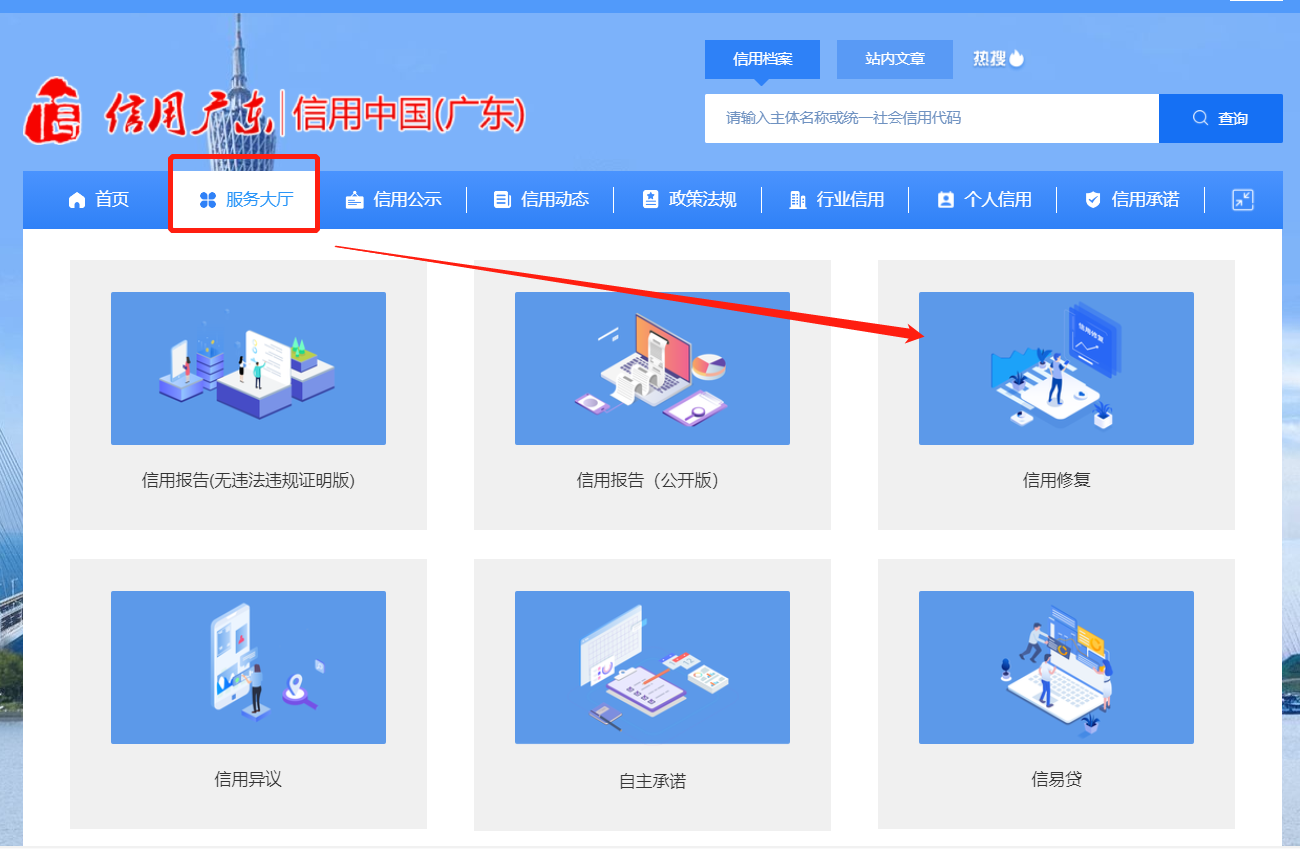 信用档案
站内文章
热搜
信用广东
信用中国(广东)
请输入主体名称或统一社会信用代码
查询
首页
服务大厅
信用公示
信用动态
政策法规
行业信用
个人信用
信用承诺
信用修复
信用报告(无违法违规证明版)
信用报告（公开版）
信用修复
信用异议
自主承诺
信易贷